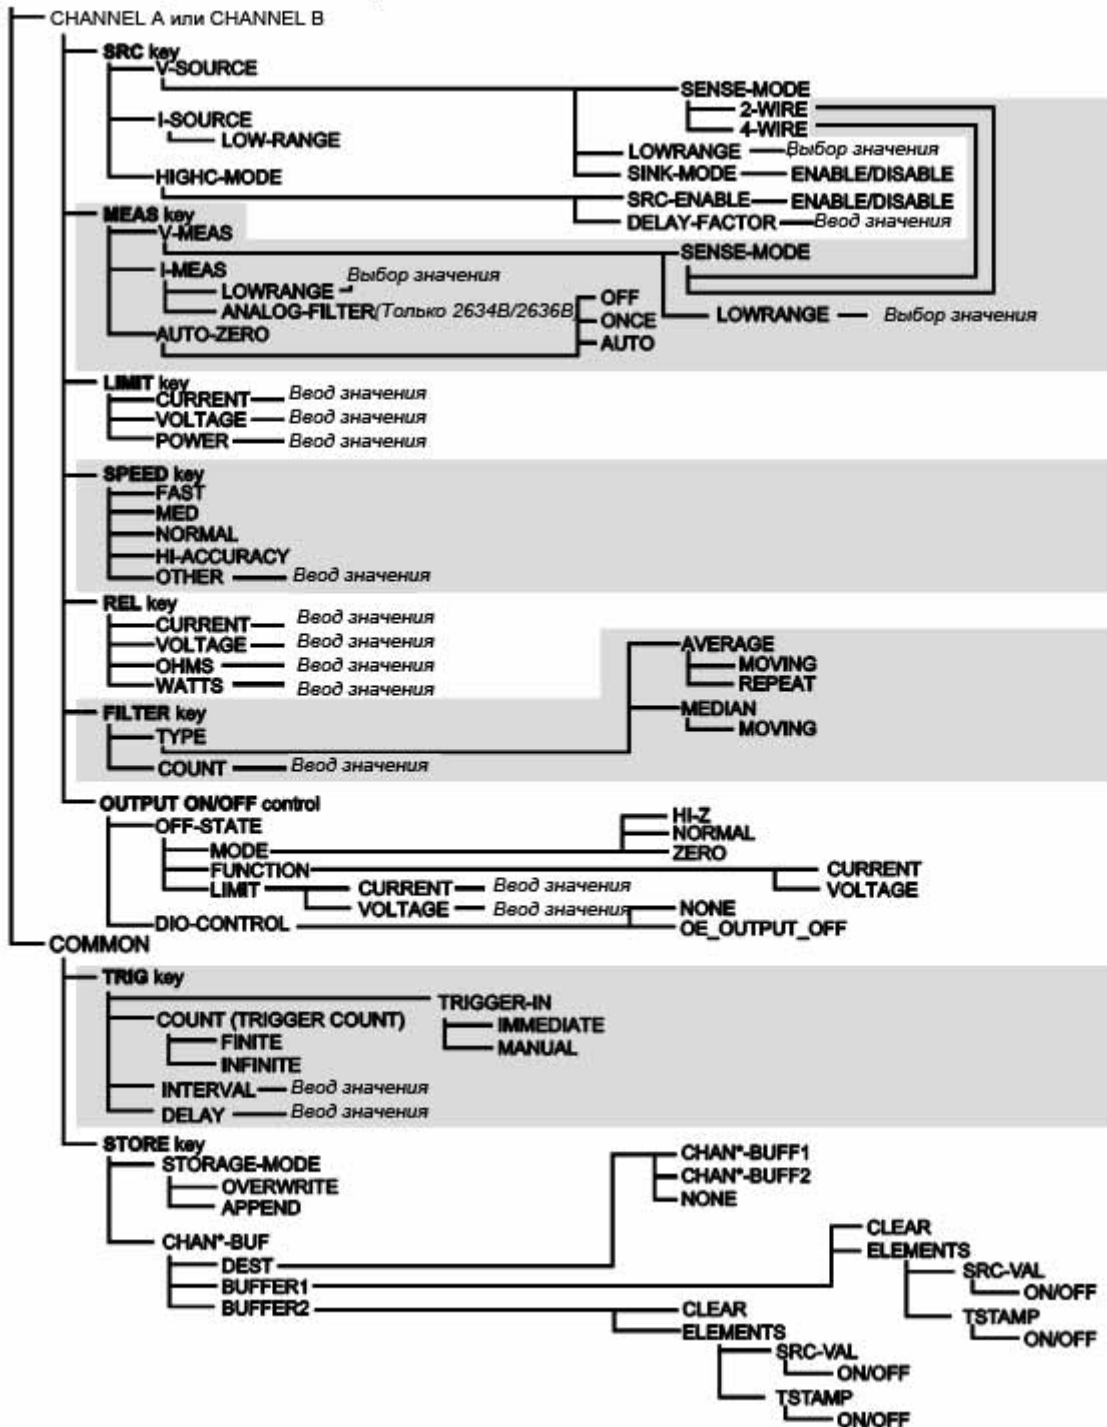 CHANNEL A или CHANNEL B
SRC key
V-SOURCE
SENSE-MODE
2-WIRE
4-WIRE
I-SOURCE
LOW-RANGE
LOWRANGE Выбор значения
SINK-MODE ENABLE/DISABLE
HIGHC-MODE
SRC-ENABLE ENABLE/DISABLE
DELAY-FACTOR Ввод значения
MEAS key
V-MEAS
SENSE-MODE
I-MEAS
LOWRANGE Выбор значения
ANALOG-FILTER(Только 2634B/2636B)
LOWRANGE Выбор значения
AUTO-ZERO
OFF
ONCE
AUTO
LIMIT key
CURRENT Ввод значения
VOLTAGE Ввод значения
POWER Ввод значения
SPEED key
FAST
MED
NORMAL
HI-ACCURACY
OTHER Ввод значения
REL key
CURRENT Ввод значения
VOLTAGE Ввод значения
OHMS Ввод значения
WATTS Ввод значения
FILTER key
TYPE
AVERAGE
MOVING
REPEAT
MEDIAN
MOVING
COUNT Ввод значения
OUTPUT ON/OFF control
OFF-STATE
MODE
HI-Z
NORMAL
ZERO
FUNCTION
CURRENT
VOLTAGE
LIMIT
CURRENT Ввод значения
VOLTAGE Ввод значения
DIO-CONTROL
NONE
OE_OUTPUT_OFF
COMMON
TRIG key
TRIGGER-IN
IMMEDIATE
MANUAL
COUNT (TRIGGER COUNT)
FINITE
INFINITE
INTERVAL Ввод значения
DELAY Ввод значения
STORE key
STORAGE-MODE
OVERWRITE
APPEND
CHAN*-BUF
DEST
CHAN*-BUFF1
CHAN*-BUFF2
NONE
BUFFER1
CLEAR
ELEMENTS
SRC-VAL
ON/OFF
TSTAMP
ON/OFF
BUFFER2
CLEAR
ELEMENTS
SRC-VAL
ON/OFF
TSTAMP
ON/OFF